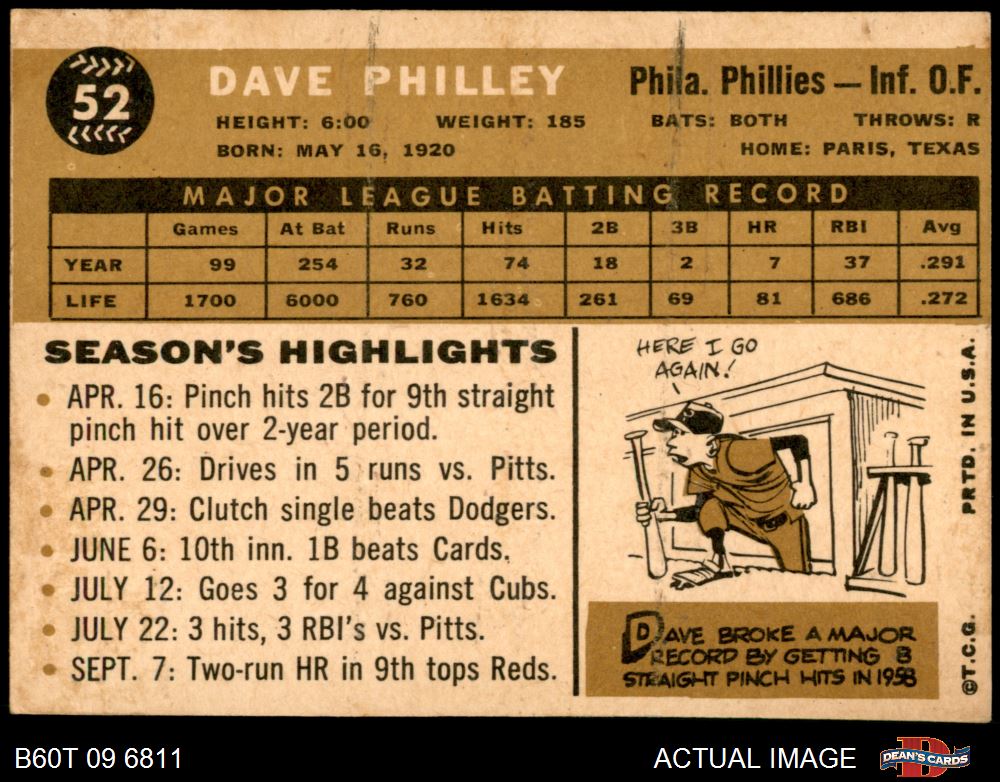 52
DAVE PHILLEY
Phila. Phillies — Inf. O.F.
HEIGHT: 6:00 WEIGHT: 185 BATS: BOTH THROWS: R
BORN: MAY 16, 1920 HOME: PARIS, TEXAS
MAJOR LEAGUE BATTING RECORD
Games At Bat Runs Hits 2B 3B HR RBI Avg
YEAR 99 254 32 74 18 2 7 37 .291
LIFE 1700 6000 760 1634 261 69 81 686 .272
SEASON'S HIGHLIGHTS
• APR. 16: Pinch hits 2B for 9th straight
pinch hit over 2-year period.
• APR. 26: Drives in 5 runs vs. Pitts.
• APR. 29: Clutch single beats Dodgers.
• JUNE 6: 10th inn. 1B beats Cards.
• JULY 12: Goes 3 for 4 against Cubs.
• JULY 22: 3 hits, 3 RBI's vs. Pitts.
• SEPT. 7: Two-run HR in 9th tops Reds.
HERE I GO
AGAIN!
DAVE BROKE A MAJOR
RECORD BY GETTING 8
STRAIGHT PINCH HITS IN 1958
©T.C.G. PRTD. IN U.S.A.
B60T 09 6811
ACTUAL IMAGE
DEAN'S CARDS